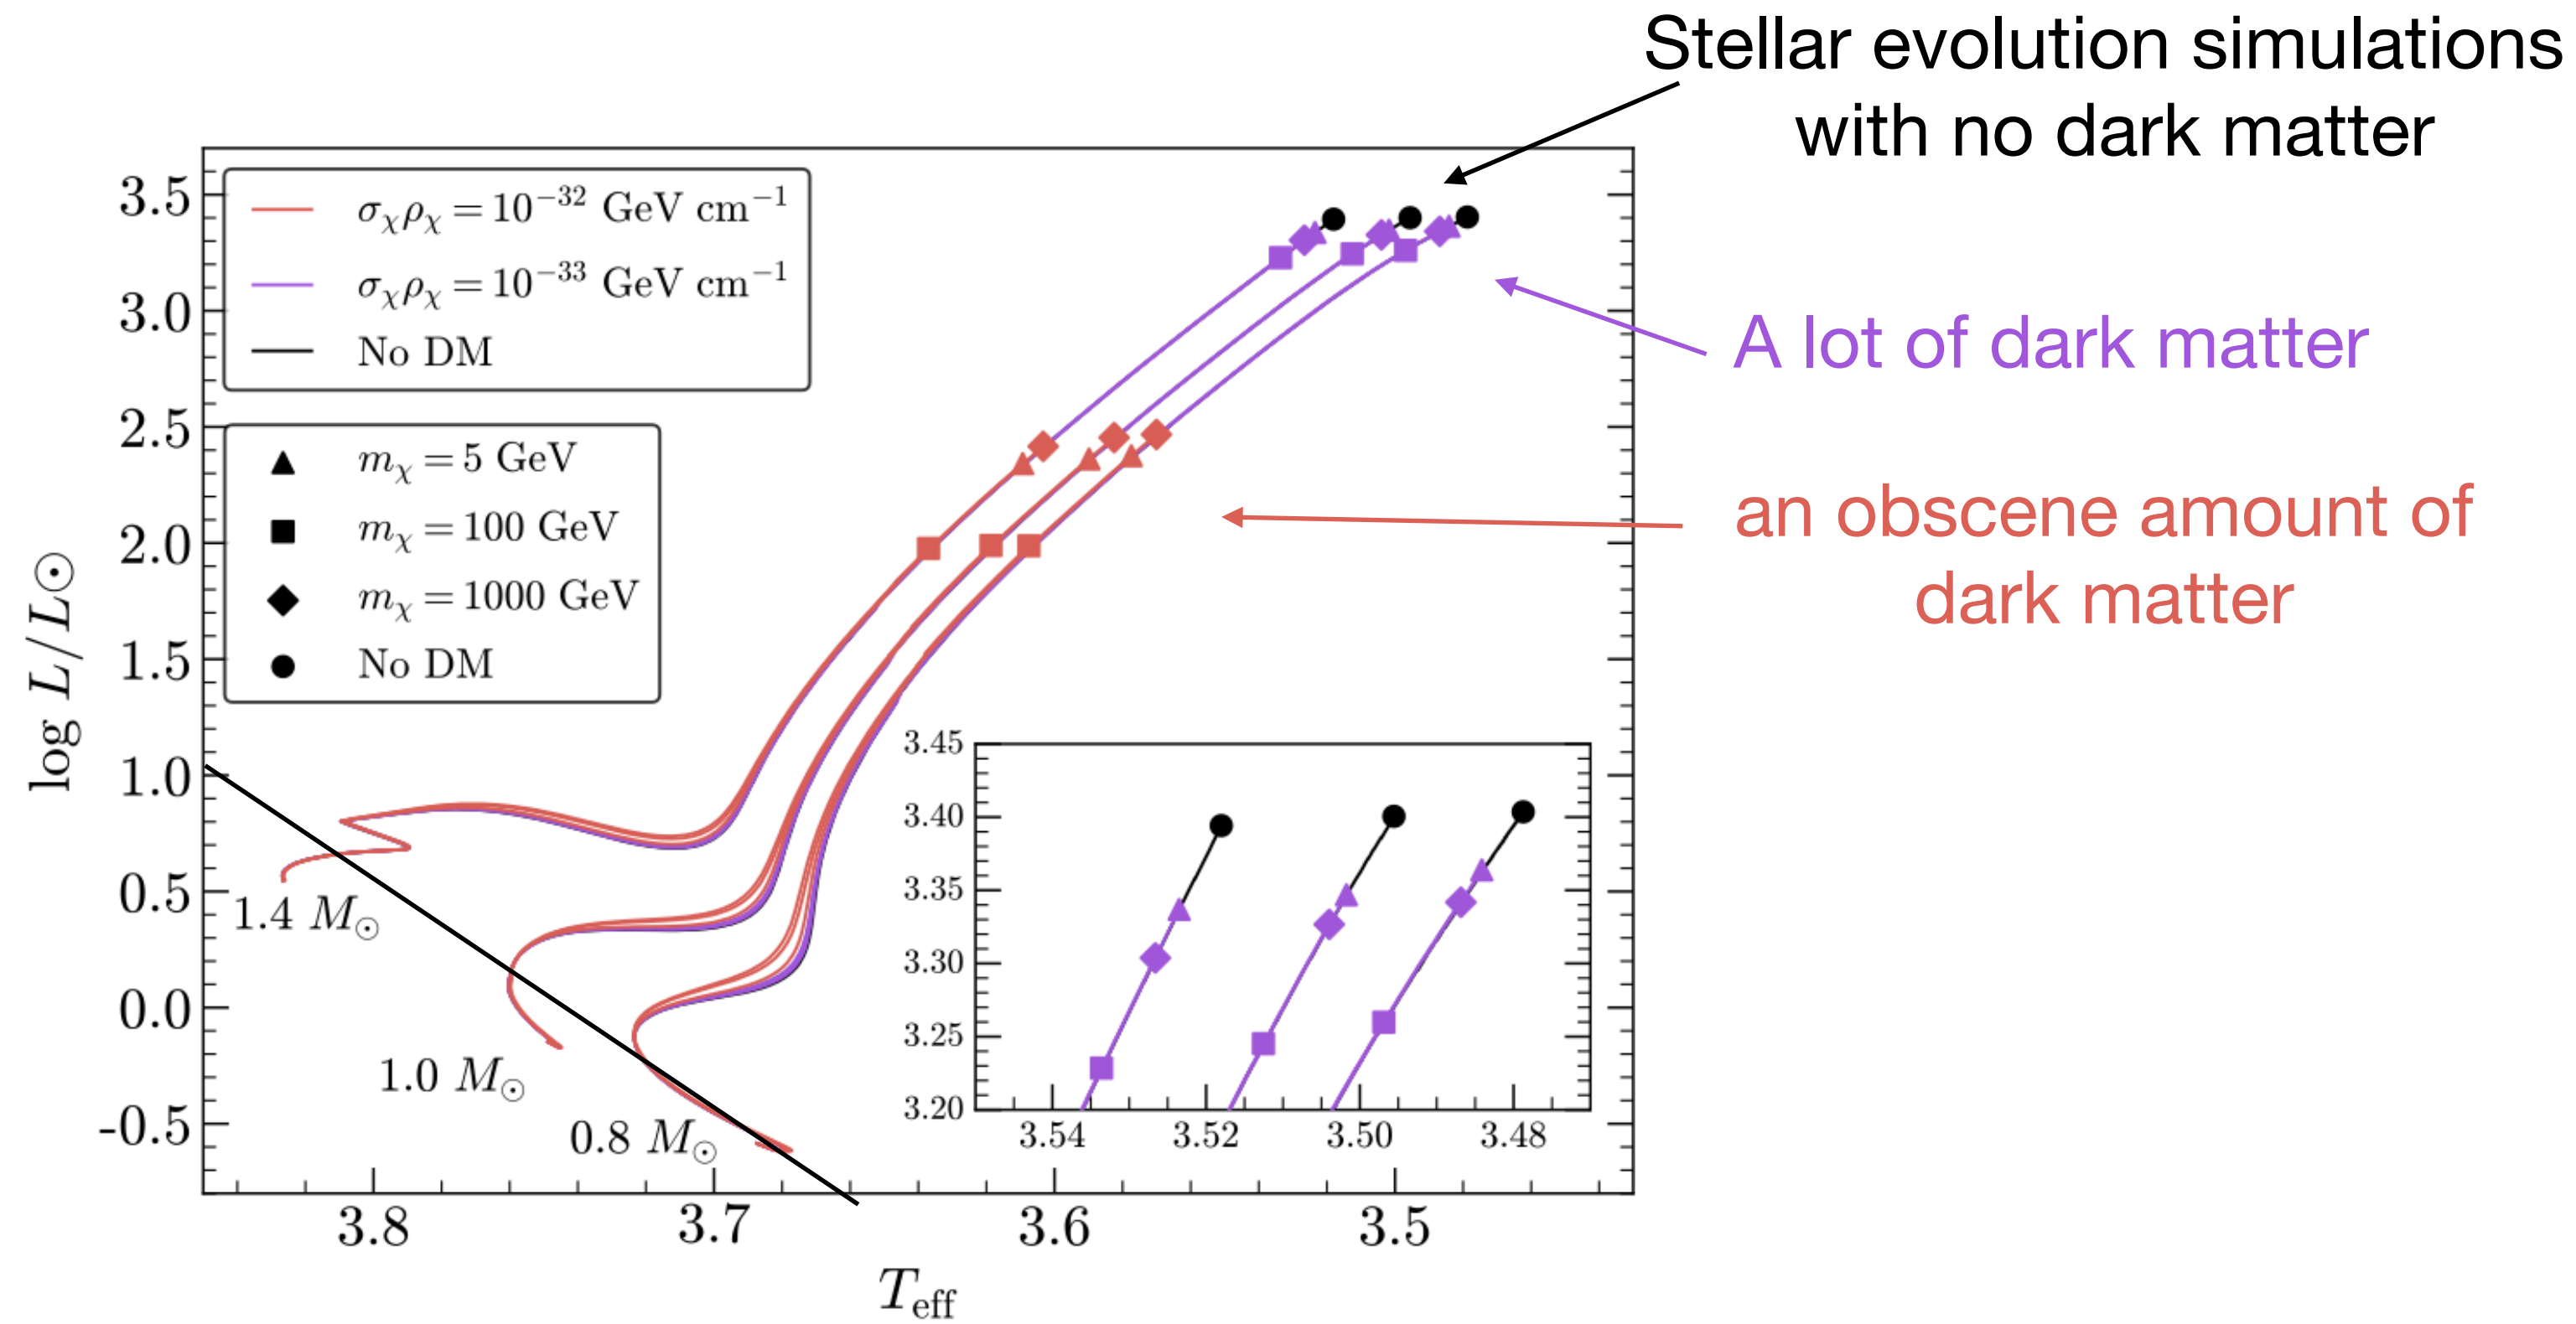 Stellar evolution simulations
with no dark matter
A lot of dark matter
an obscene amount of
dark matter
σχρχ = 10⁻³² GeV cm⁻¹
σχρχ = 10⁻³³ GeV cm⁻¹
No DM
mχ = 5 GeV
mχ = 100 GeV
mχ = 1000 GeV
No DM
log L/L⊙
3.5
3.0
2.5
2.0
1.5
1.0
0.5
0.0
-0.5
1.4 M⊙
1.0 M⊙
0.8 M⊙
3.45
3.40
3.35
3.30
3.25
3.20
3.54 3.52 3.50 3.48
3.8 3.7 3.6 3.5
Teff